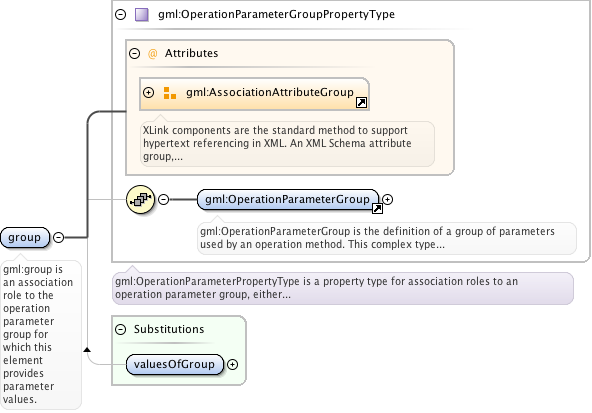 gml:OperationParameterGroupPropertyType
@ Attributes
gml:AssociationAttributeGroup
XLink components are the standard method to support
hypertext referencing in XML. An XML Schema attribute
group,...
gml:OperationParameterGroup
gml:OperationParameterGroup is the definition of a group of parameters
used by an operation method. This complex type...
group
gml:group is
an association
role to the
operation
parameter
group for
which this
element
provides
parameter
values.
gml:OperationParameterPropertyType is a property type for association roles to an
operation parameter group, either...
Substitutions
valuesOfGroup